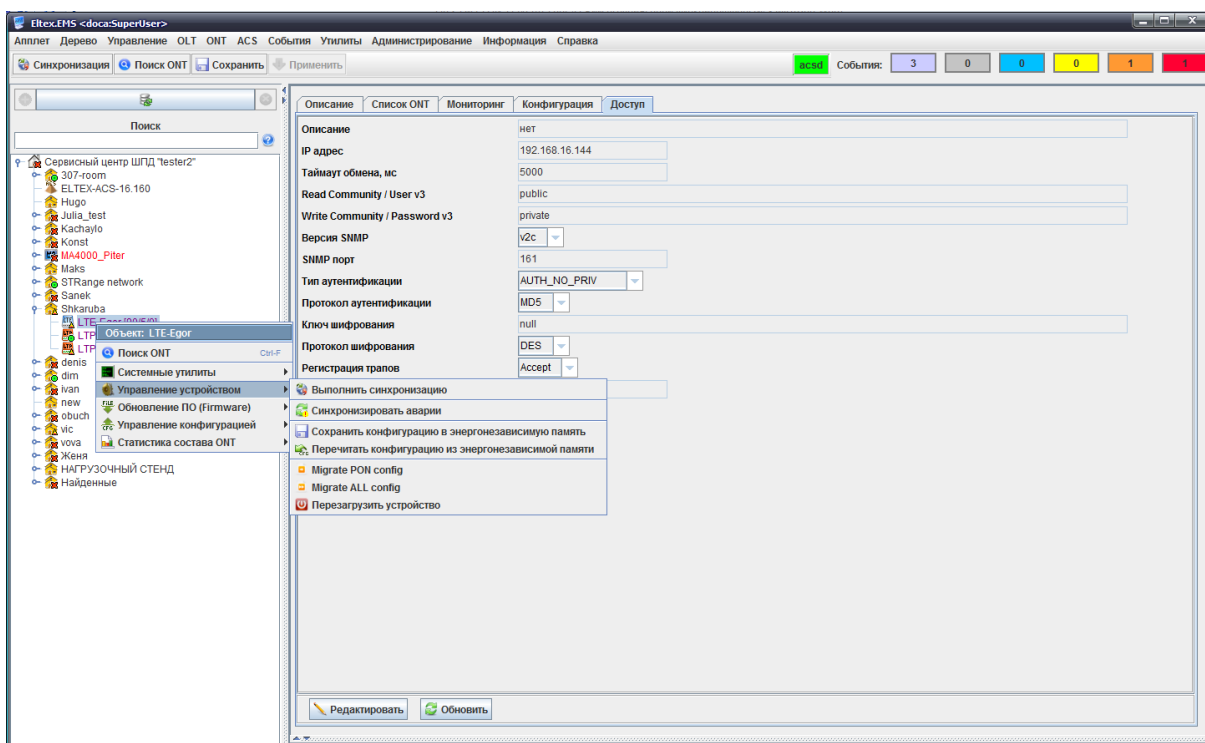 Eltex.EMS <doca:SuperUser>
Апплет Дерево Управление OLT ONT ACS События Утилиты Администрирование Информация Справка
Синхронизация Поиск ONT Сохранить Применить acsd События: 3 0 0 0 1 1
Описание Список ONT Мониторинг Конфигурация Доступ
Поиск
Сервисный центр ШПД "tester2"
307-room
ELTEX-ACS-16.160
Hugo
Julia_test
Kachaylo
Konst
MA4000_Piter
Maks
STRange network
Sanek
Shkaruba
LTE-Egor [00/5/0]
LTP
LTP
denis
dim
ivan
new
obuch
vic
vova
Женя
НАГРУЗОЧНЫЙ СТЕНД
Найденные
Объект: LTE-Egor
Поиск ONT Ctrl-F
Системные утилиты
Управление устройством
Обновление ПО (Firmware)
Управление конфигурацией
Статистика состава ONT
Выполнить синхронизацию
Синхронизировать аварии
Сохранить конфигурацию в энергонезависимую память
Перечитать конфигурацию из энергонезависимой памяти
Migrate PON config
Migrate ALL config
Перезагрузить устройство
Описание нет
IP адрес 192.168.16.144
Таймаут обмена, мс 5000
Read Community / User v3 public
Write Community / Password v3 private
Версия SNMP v2c
SNMP порт 161
Тип аутентификации AUTH_NO_PRIV
Протокол аутентификации MD5
Ключ шифрования null
Протокол шифрования DES
Регистрация трапов Accept
Редактировать Обновить